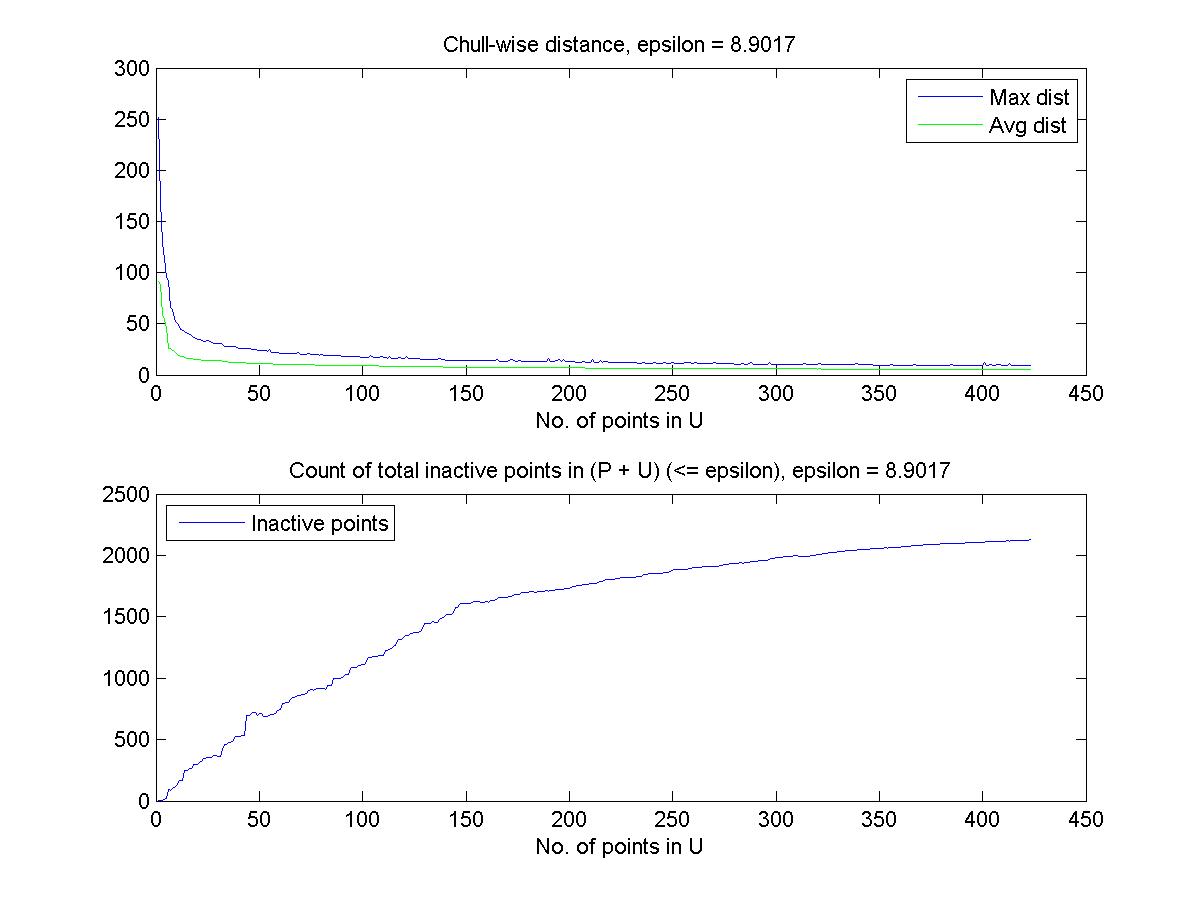 Chull-wise distance, epsilon = 8.9017
300
250
200
150
100
50
0
Max dist
Avg dist
0 50 100 150 200 250 300 350 400 450
No. of points in U
Count of total inactive points in (P + U) (<= epsilon), epsilon = 8.9017
2500
2000
1500
1000
500
0
Inactive points
0 50 100 150 200 250 300 350 400 450
No. of points in U